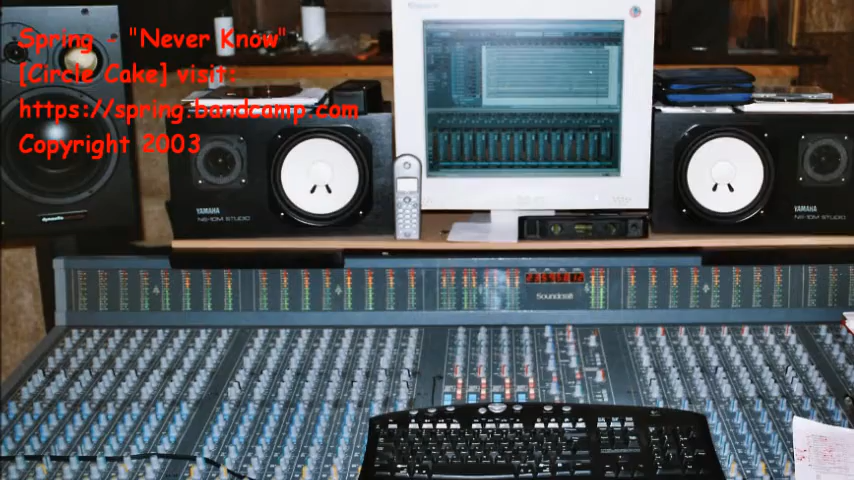 Spring - "Never Know"
[Circle Cake] visit:
https://spring.bandcamp.com
Copyright 2003
YAMAHA
NS-10M STUDIO
YAMAHA
NS-10M STUDIO
dynaudio
Soundcraft